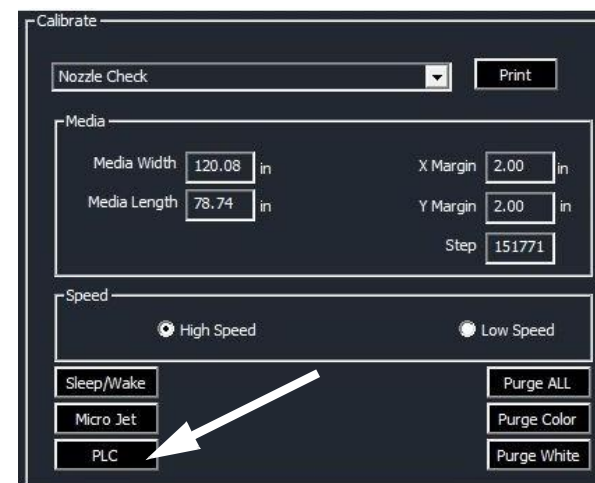 Calibrate
Nozzle Check Print
Media
Media Width 120.08 in X Margin 2.00 in
Media Length 78.74 in Y Margin 2.00 in
Step 151771
Speed
High Speed Low Speed
Sleep/Wake Purge ALL
Micro Jet Purge Color
PLC Purge White